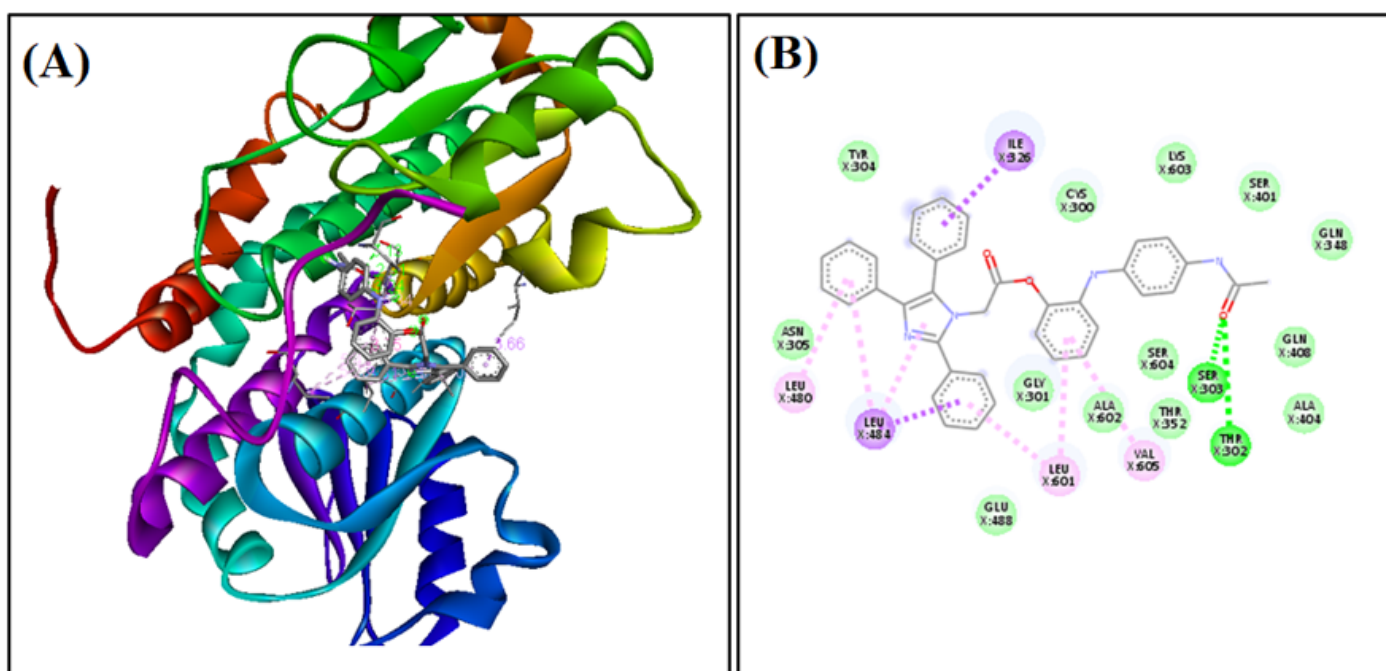 (A)
.66
(B)
ILE
X:326
TYR
X:304
LYS
X:603
CYS
X:300
SER
X:401
GLN
X:348
ASN
X:305
LEU
X:480
LEU
X:484
GLY
X:301
ALA
X:602
SER
X:604
THR
X:352
SER
X:303
GLN
X:408
ALA
X:404
THR
X:302
VAL
X:605
LEU
X:601
GLU
X:488
N
N
O
O
N
N
O